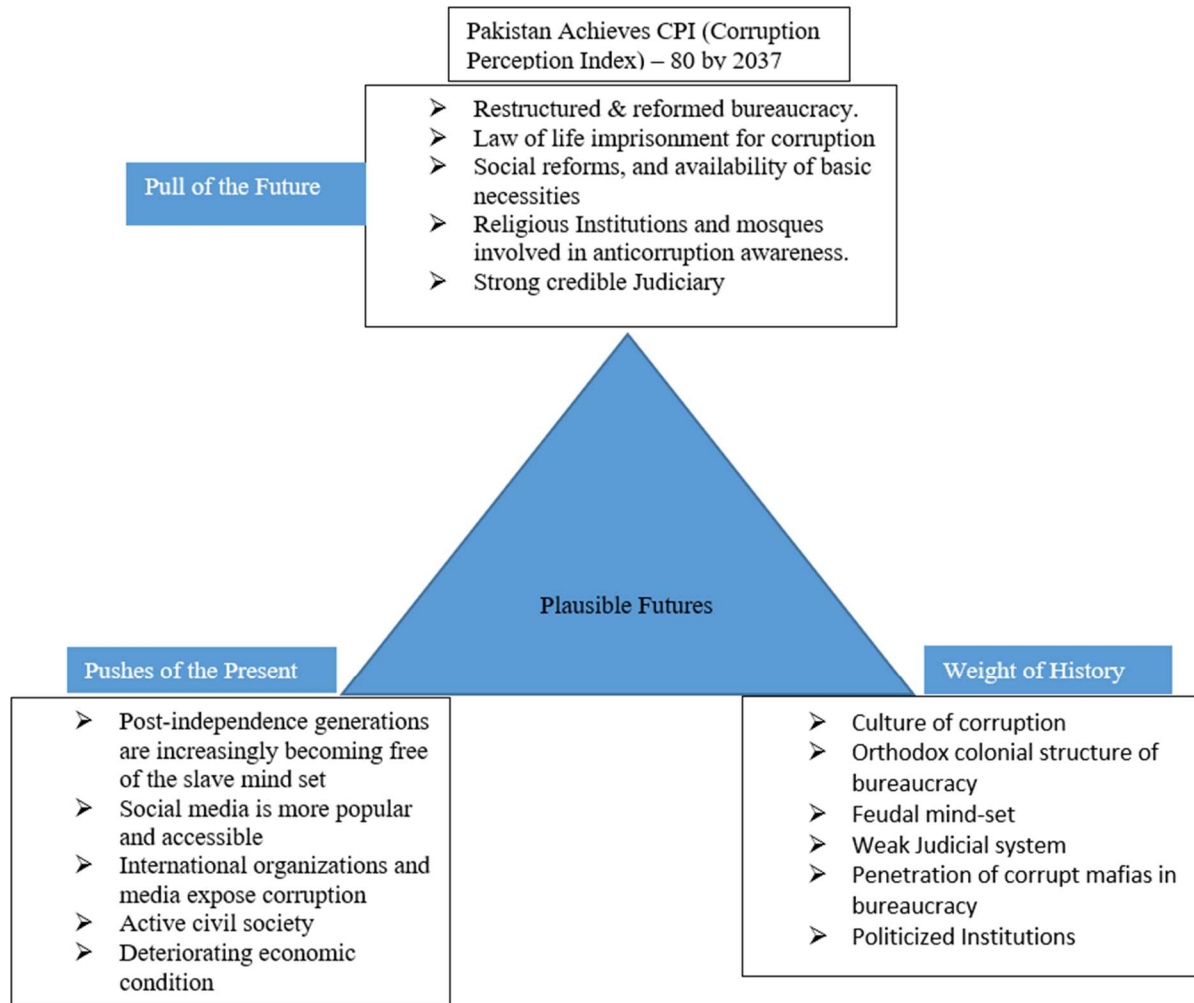 Pakistan Achieves CPI (Corruption
Perception Index) – 80 by 2037
➢ Restructured & reformed bureaucracy.
➢ Law of life imprisonment for corruption
➢ Social reforms, and availability of basic
necessities
➢ Religious Institutions and mosques
involved in anticorruption awareness.
➢ Strong credible Judiciary
Pull of the Future
Plausible Futures
Pushes of the Present
➢ Post-independence generations
are increasingly becoming free
of the slave mind set
➢ Social media is more popular
and accessible
➢ International organizations and
media expose corruption
➢ Active civil society
➢ Deteriorating economic
condition
Weight of History
➢ Culture of corruption
➢ Orthodox colonial structure of
bureaucracy
➢ Feudal mind-set
➢ Weak Judicial system
➢ Penetration of corrupt mafias in
bureaucracy
➢ Politicized Institutions